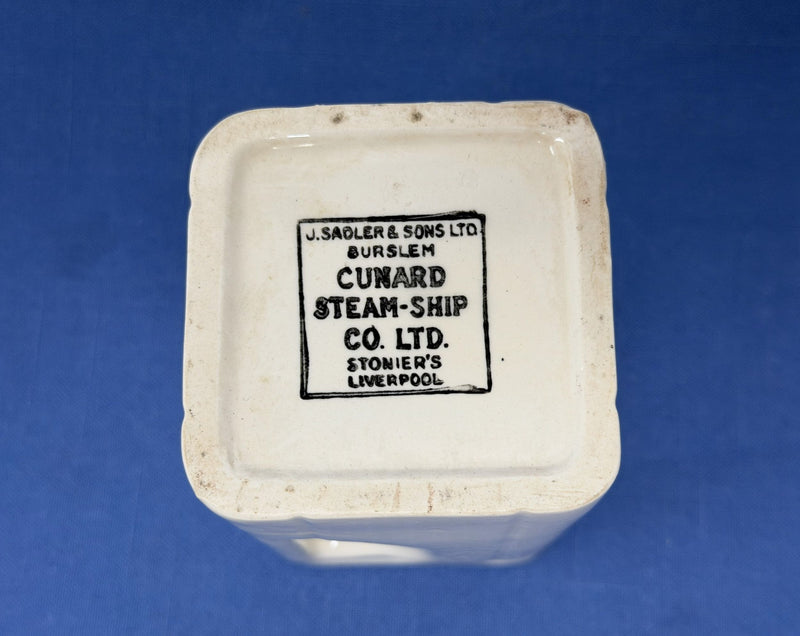 J. SADLER & SONS LTD.
BURSLEM
CUNARD
STEAM-SHIP
CO. LTD.
STONIER'S
LIVERPOOL